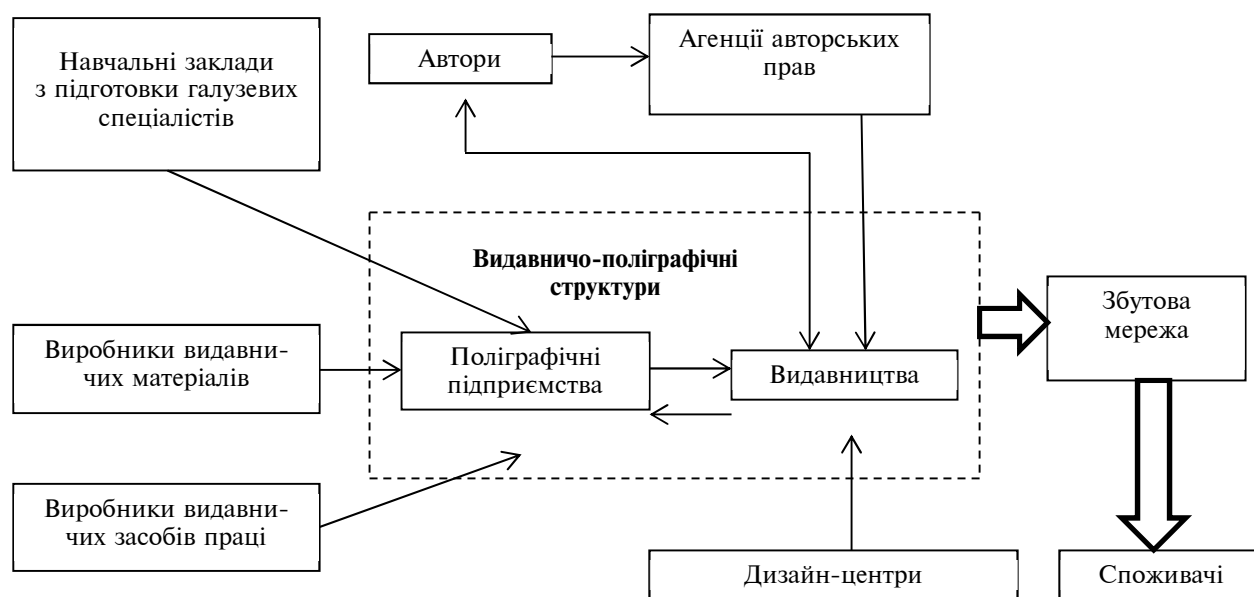 Навчальні заклади
з підготовки галузевих
спеціалістів
Автори
Агенції авторських
прав
Видавничо-поліграфічні
структури
Збутова
мережа
Виробники видавни-
чих матеріалів
Поліграфічні
підприємства
Видавництва
Виробники видавни-
чих засобів праці
Дизайн-центри
Споживачі